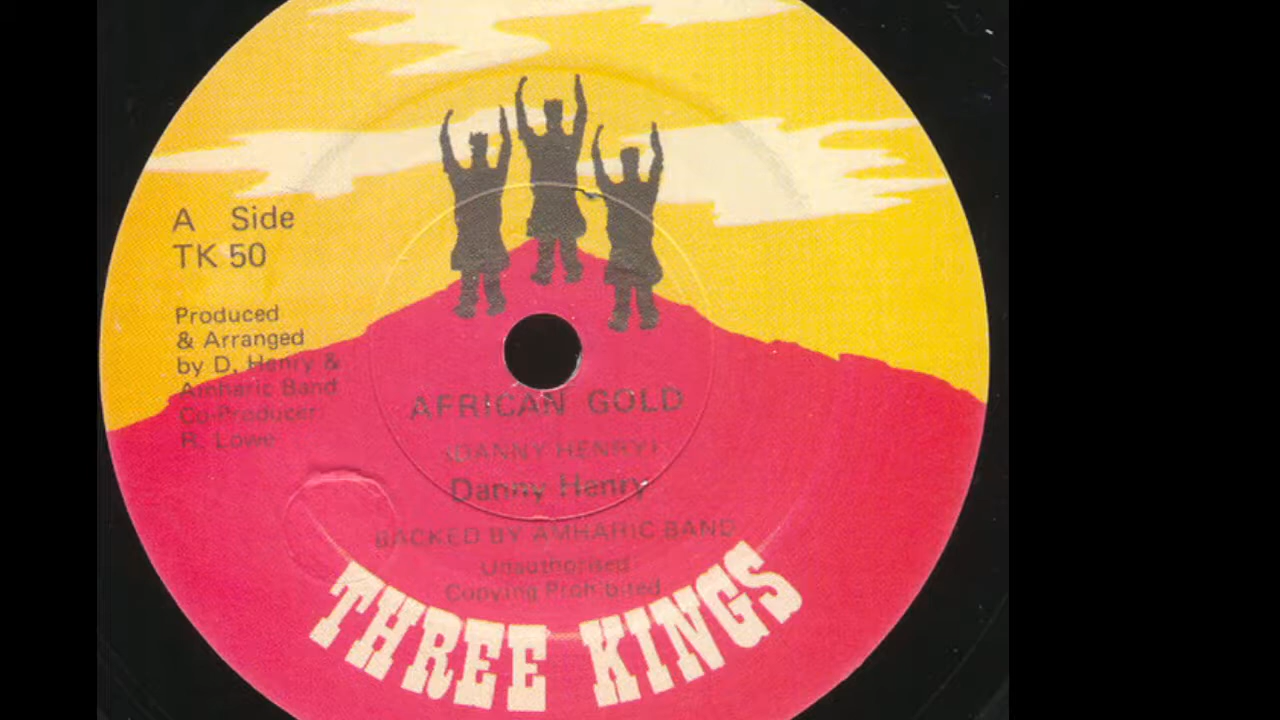 A Side
TK 50
Produced
& Arranged
by D. Henry &
Amharic Band
Co-Producer
R. Lowe
AFRICAN GOLD
(DANNY HENRY)
Danny Henry
BACKED BY AMHARIC BAND
Unauthorised
Copying Prohibited
THREE KINGS